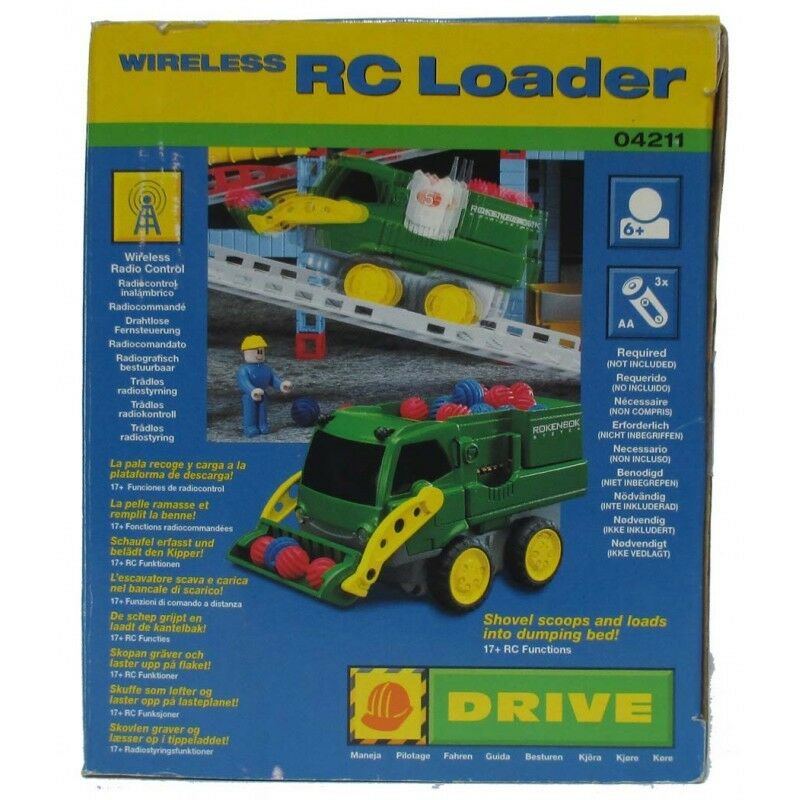 WIRELESS RC Loader
04211
Wireless
Radio Control
Radiocontrol
inalámbrico
Radiocommandé
Drahtlose
Fernsteuerung
Radiocomandato
Radiografisch
bestuurbaar
Trådlös
radiostyrning
Trådløs
radiokontroll
Trådløs
radiostyring
5
ROKENBOK
6+
3x
AA
Required
(NOT INCLUDED)
Requerido
(NO INCLUIDO)
Nécessaire
(NON COMPRIS)
Erforderlich
(NICHT INBEGRIFFEN)
Necessario
(NON INCLUSO)
Benodigd
(NIET INBEGREPEN)
Nödvändig
(INTE INKLUDERAD)
Nødvendig
(IKKE INKLUDERT)
Nødvendigt
(IKKE VEDLAGT)
ROKENBOK
SYSTEM
La pala recoge y carga a la
plataforma de descarga!
17+ Funciones de radiocontrol
La pelle ramasse et
remplit la benne!
17+ Fonctions radiocommandées
Schaufel erfasst und
belädt den Kipper!
17+ RC Funktionen
L'escavatore scava e carica
nel bancale di scarico!
17+ Funzioni di comando a distanza
De schep grijpt en
laadt de kantelbak!
17+ RC Functies
Skopan gräver och
laster upp på flaket!
17+ RC Funktioner
Skuffe som løfter og
laster opp på lasteplanet!
17+ RC Funksjoner
Skovlen graver og
læsser op i tippeladdet!
17+ Radiostyringsfunktioner
Shovel scoops and loads
into dumping bed!
17+ RC Functions
DRIVE
Maneja Pilotage Fahren Guida Besturen Kjöra Kjøre Køre